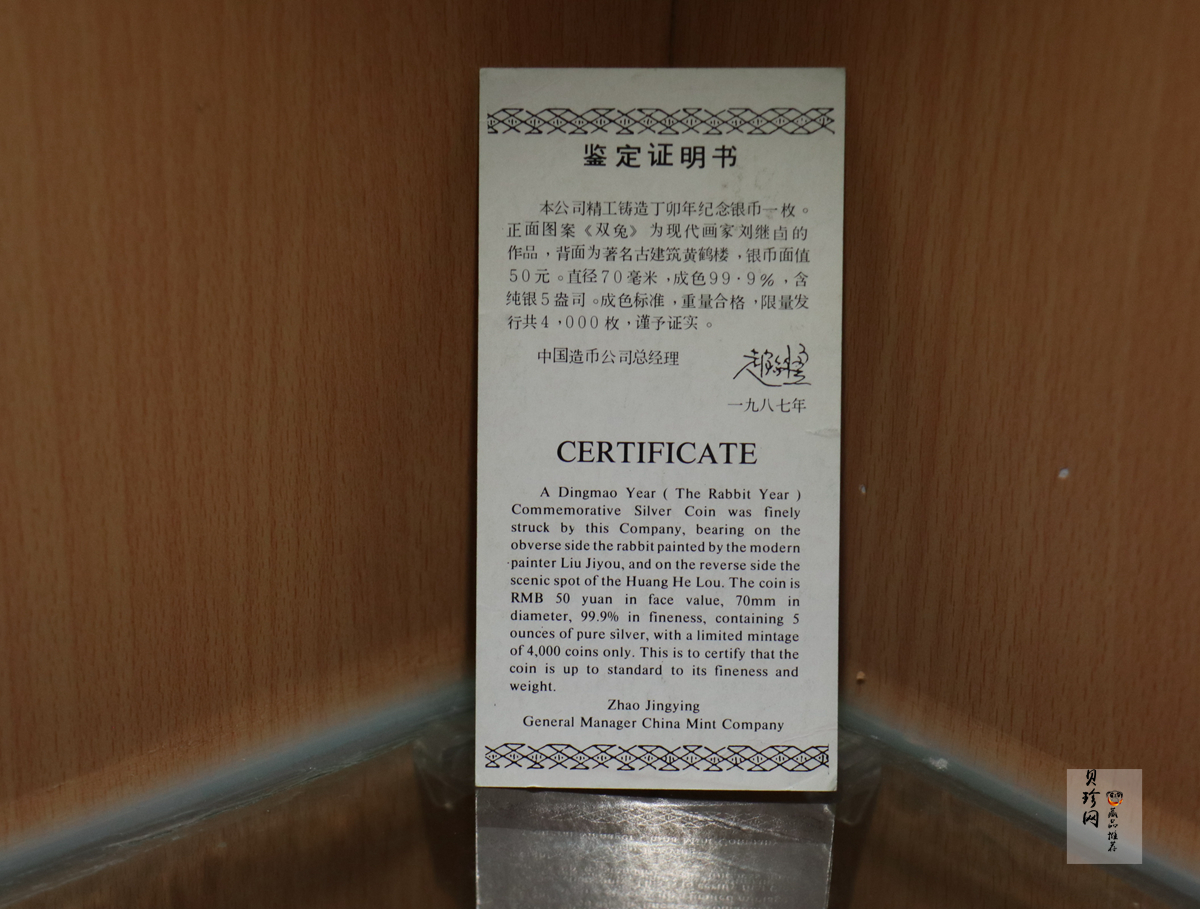 鉴定证明书
本公司精工铸造丁卯年纪念银币一枚。
正面图案《双兔》为现代画家刘继卣的
作品，背面为著名古建筑黄鹤楼，银币面值
50元。直径70毫米，成色99·9%，含
纯银5盎司。成色标准，重量合格，限量发
行共4,000枚，谨予证实。
中国造币公司总经理
一九八七年
CERTIFICATE
A Dingmao Year ( The Rabbit Year )
Commemorative Silver Coin was finely
struck by this Company, bearing on the
obverse side the rabbit painted by the modern
painter Liu Jiyou, and on the reverse side the
scenic spot of the Huang He Lou. The coin is
RMB 50 yuan in face value, 70mm in
diameter, 99.9% in fineness, containing 5
ounces of pure silver, with a limited mintage
of 4,000 coins only. This is to certify that the
coin is up to standard to its fineness and
weight.
Zhao Jingying
General Manager China Mint Company
贝珍网
藏品推荐